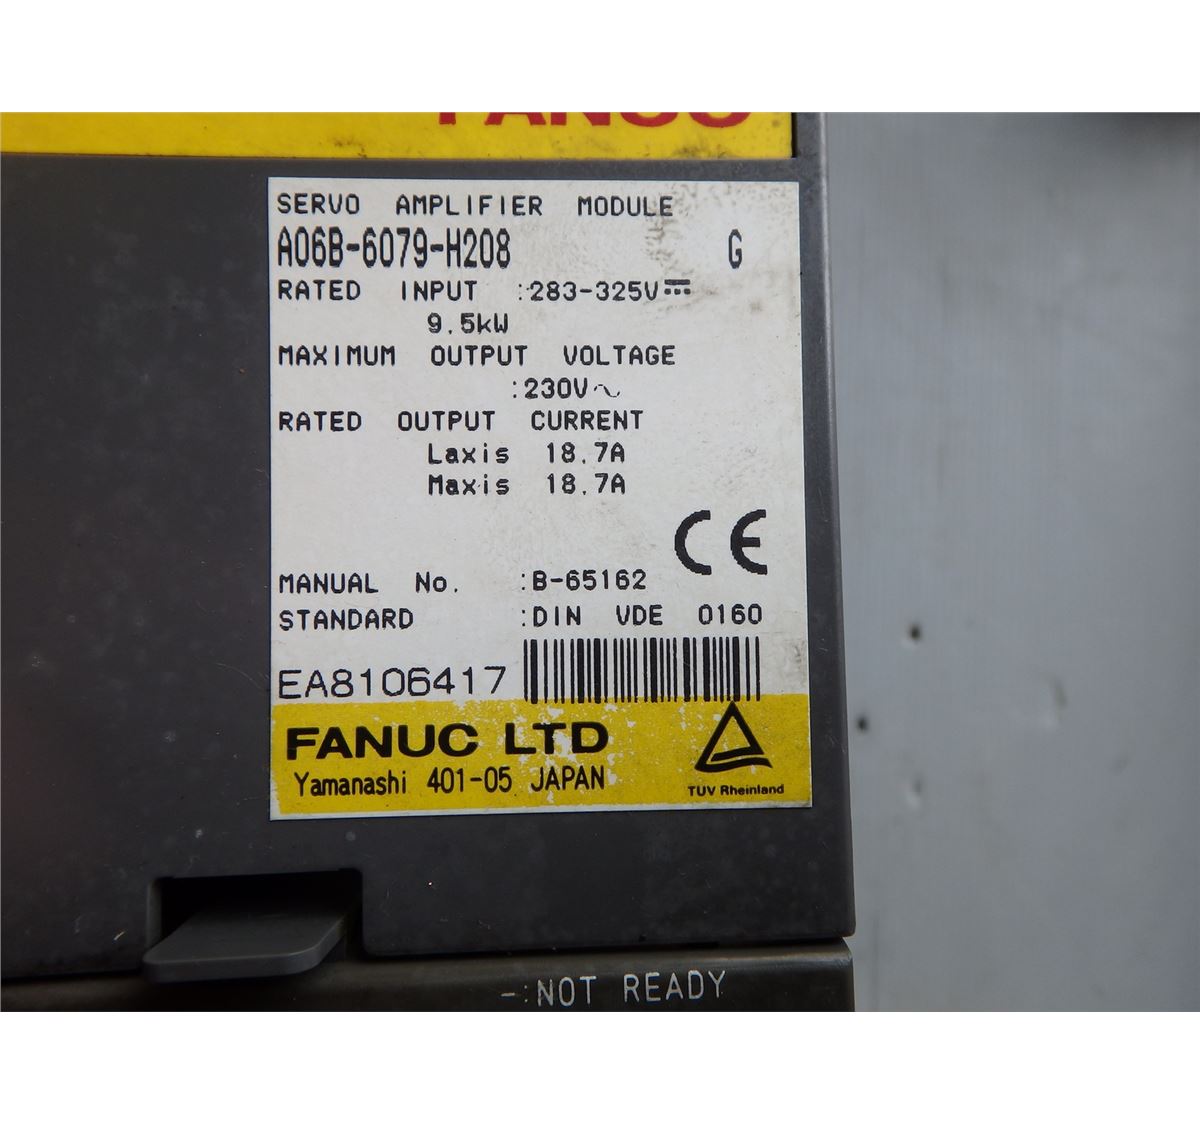 FANUC
SERVO AMPLIFIER MODULE
A06B-6079-H208 G
RATED INPUT :283-325V⎓
9.5kW
MAXIMUM OUTPUT VOLTAGE
:230V~
RATED OUTPUT CURRENT
Laxis 18.7A
Maxis 18.7A
CE
MANUAL No. :B-65162
STANDARD :DIN VDE 0160
EA8106417
FANUC LTD
Yamanashi 401-05 JAPAN
TUV Rheinland
-:NOT READY